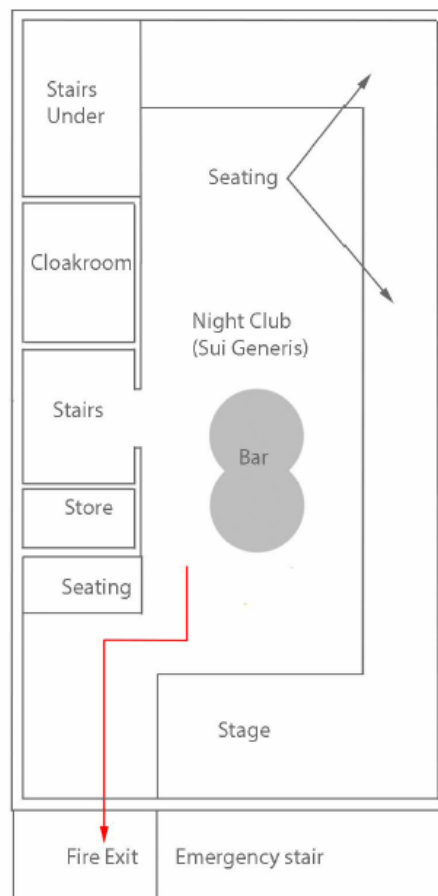 Stairs
Under
Seating
Cloakroom
Night Club
(Sui Generis)
Stairs
Bar
Store
Seating
Stage
Fire Exit
Emergency stair